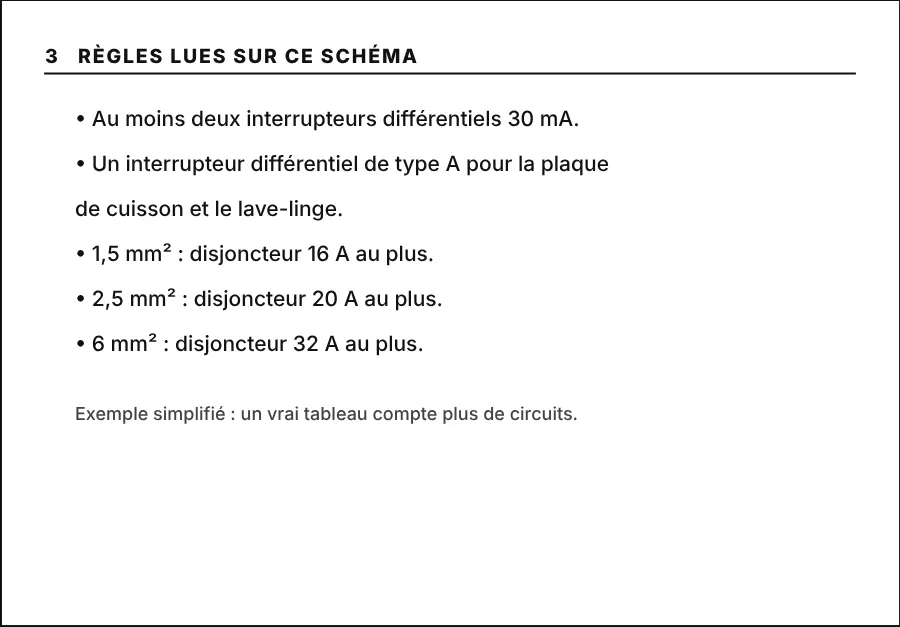 3 RÈGLES LUES SUR CE SCHÉMA
• Au moins deux interrupteurs différentiels 30 mA.
• Un interrupteur différentiel de type A pour la plaque
de cuisson et le lave-linge.
• 1,5 mm² : disjoncteur 16 A au plus.
• 2,5 mm² : disjoncteur 20 A au plus.
• 6 mm² : disjoncteur 32 A au plus.
Exemple simplifié : un vrai tableau compte plus de circuits.